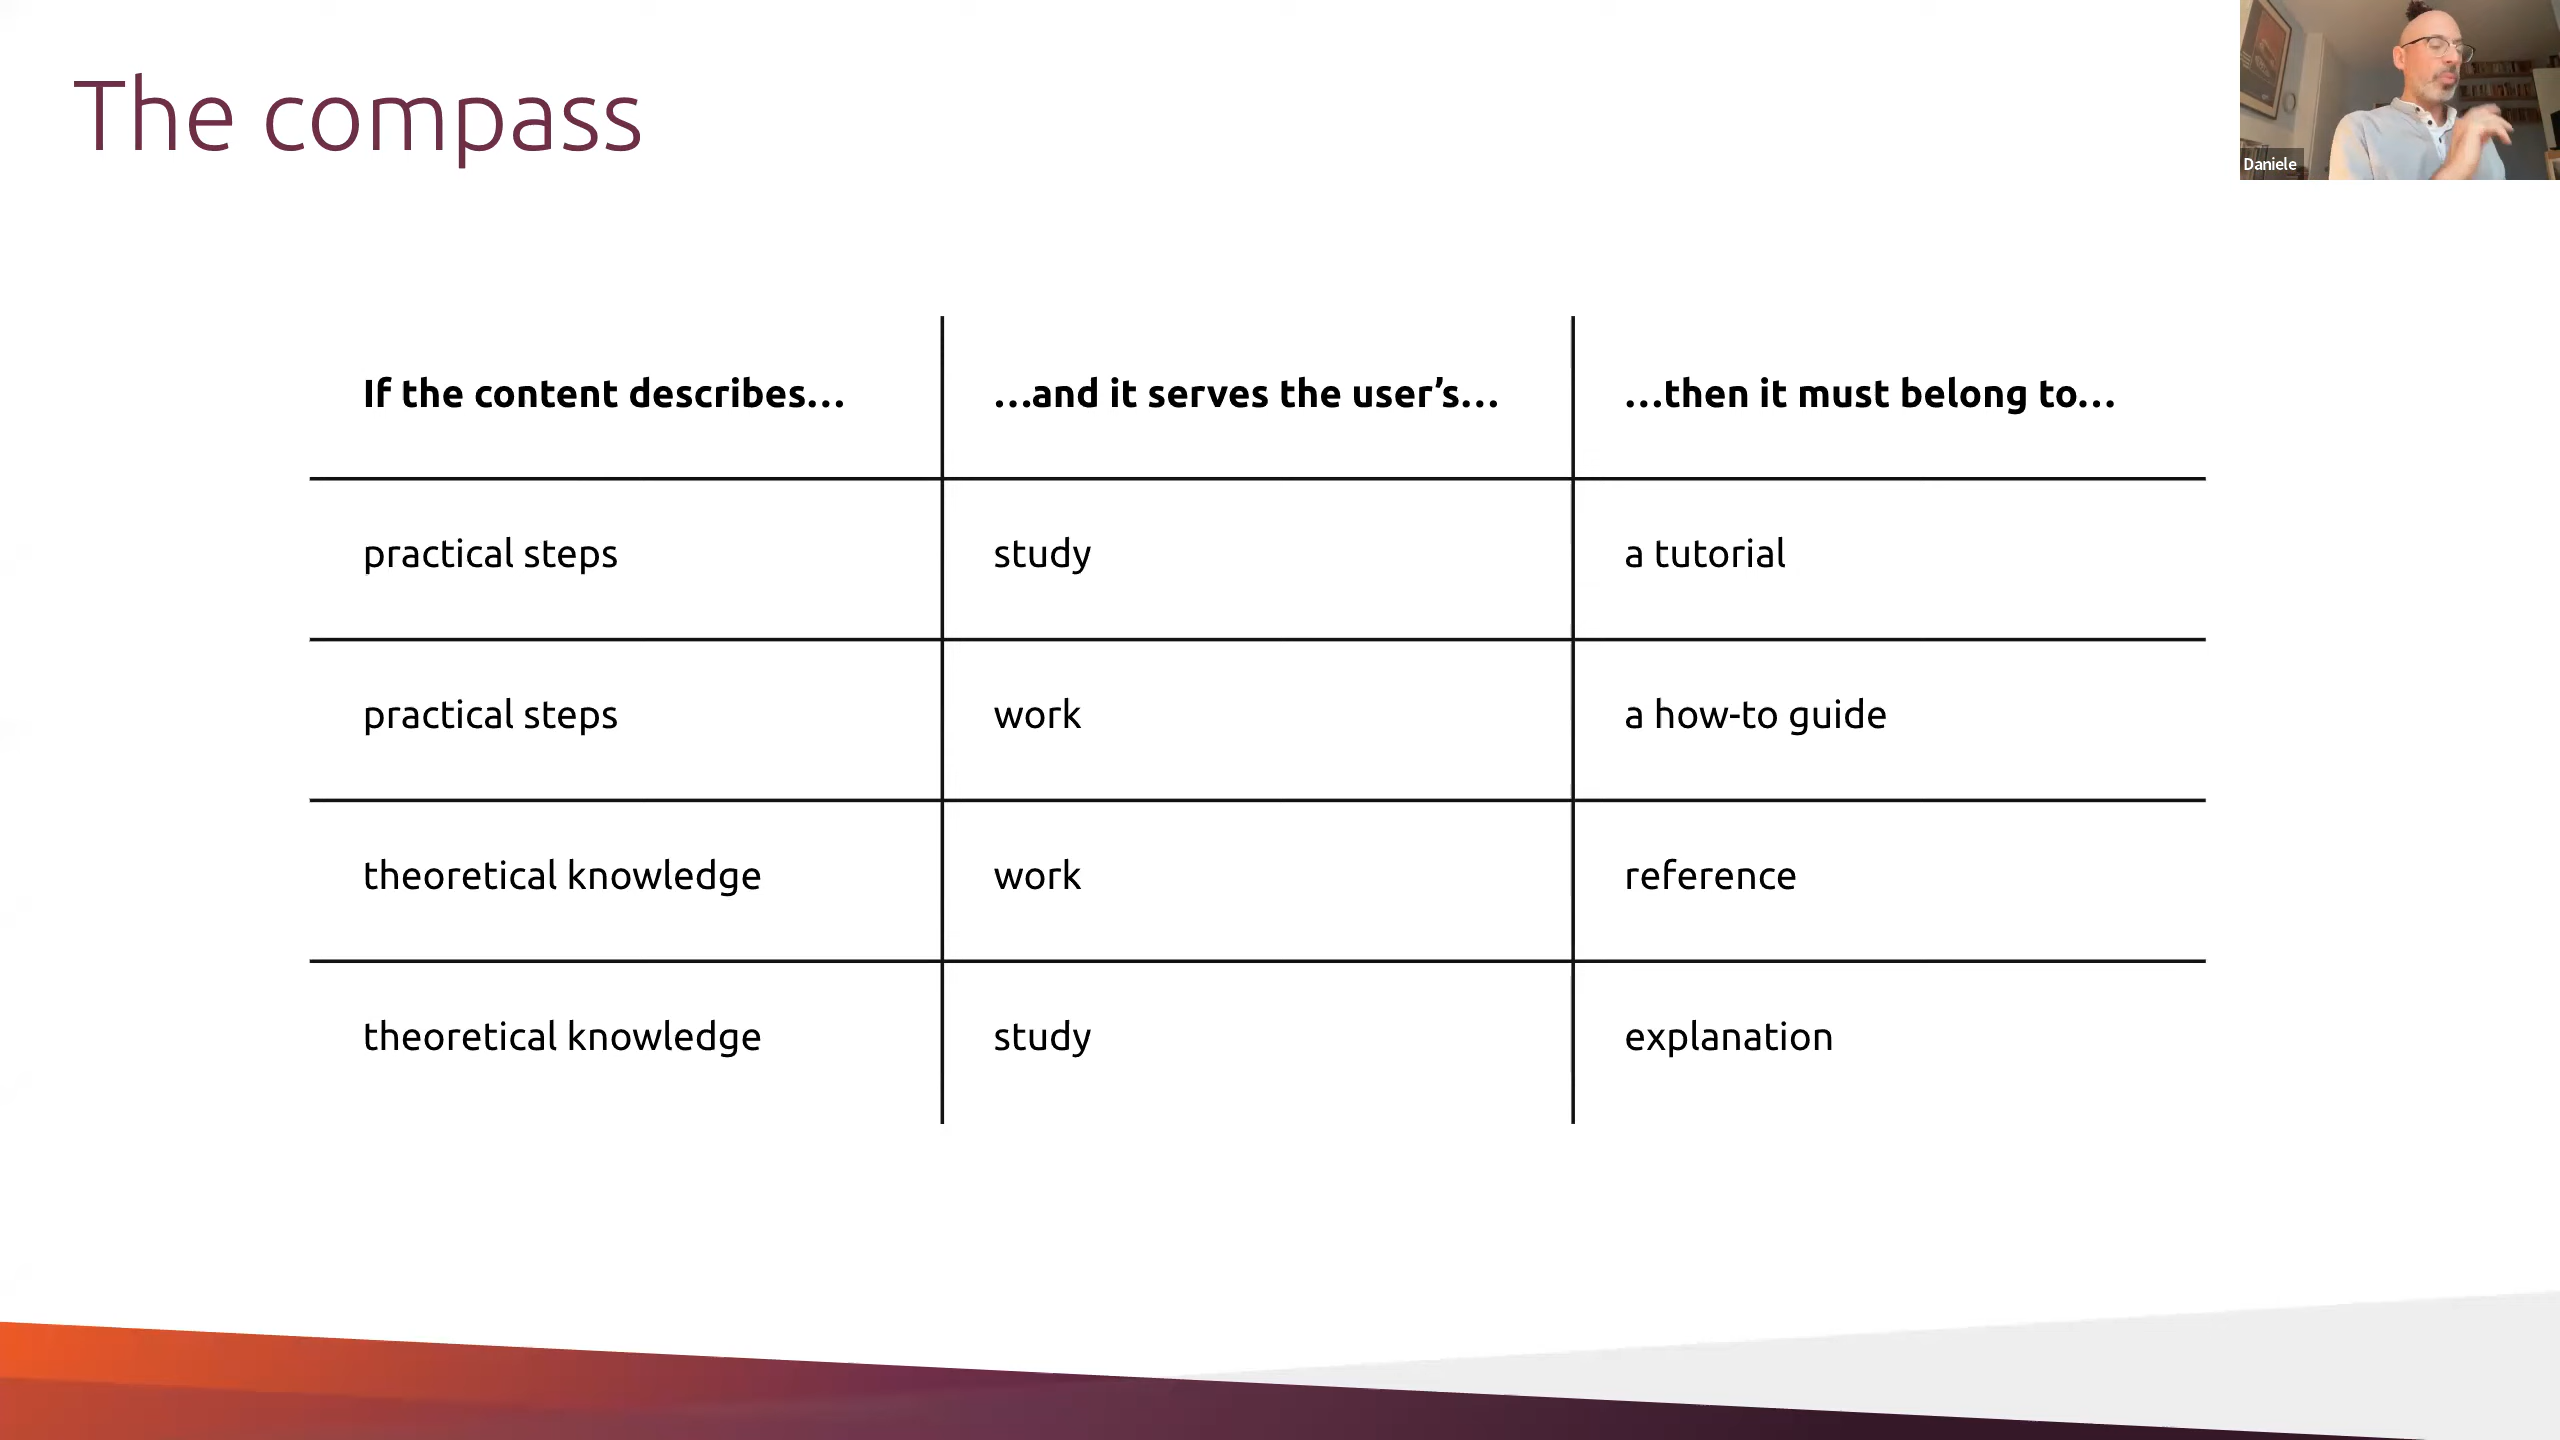 The compass
Daniele
If the content describes… …and it serves the user’s… …then it must belong to…
practical steps study a tutorial
practical steps work a how-to guide
theoretical knowledge work reference
theoretical knowledge study explanation